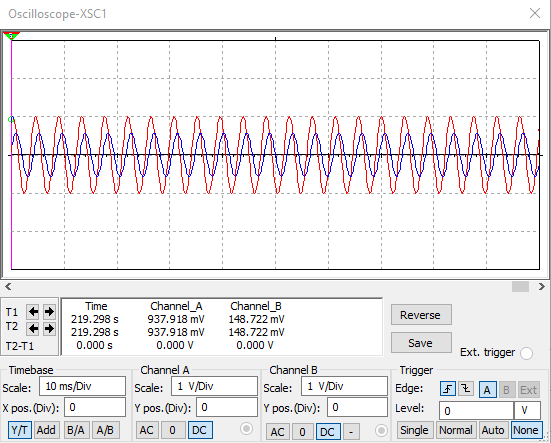 Oscilloscope-XSC1
T1
T2
T2-T1
Time Channel_A Channel_B
219.298 s 937.918 mV 148.722 mV
219.298 s 937.918 mV 148.722 mV
0.000 s 0.000 V 0.000 V
Reverse
Save
Ext. trigger
Timebase
Scale: 10 ms/Div
X pos.(Div): 0
Y/T Add B/A A/B
Channel A
Scale: 1 V/Div
Y pos.(Div): 0
AC 0 DC
Channel B
Scale: 1 V/Div
Y pos.(Div): 0
AC 0 DC -
Trigger
Edge: A B Ext
Level: 0 V
Single Normal Auto None